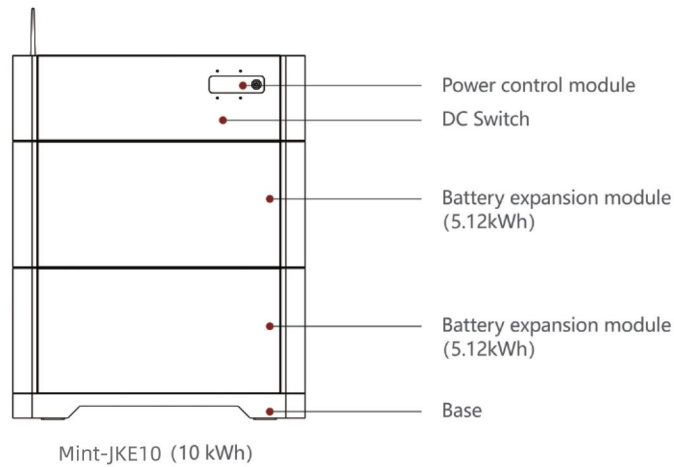 Power control module
DC Switch
Battery expansion module
(5.12kWh)
Battery expansion module
(5.12kWh)
Base
Mint-JKE10 (10 kWh)